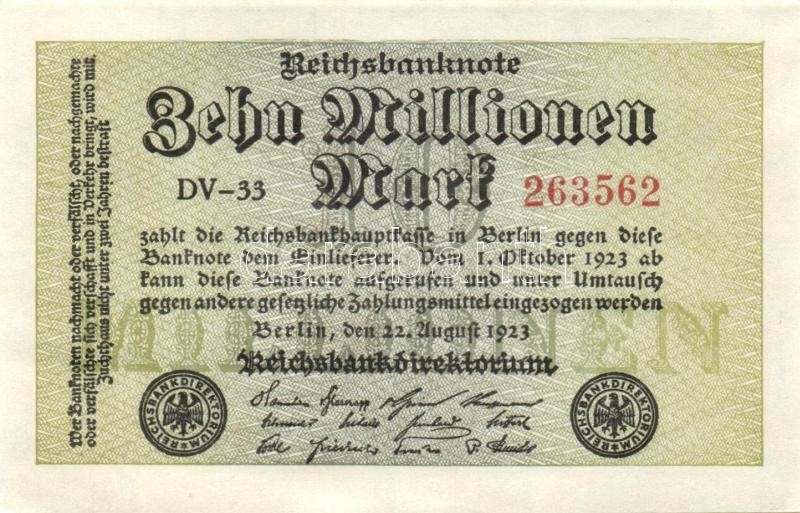 Reichsbanknote
Zehn Millionen
DV-33 Mark 263562
zahlt die Reichsbankhauptkasse in Berlin gegen diese
Banknote dem Einlieferer. Vom 1. Oktober 1923 ab
kann diese Banknote aufgerufen und unter Umtausch
gegen andere gesetzliche Zahlungsmittel eingezogen werden
Berlin, den 22. August 1923
Reichsbankdirektorium
REICHSBANKDIREKTORIUM
REICHSBANKDIREKTORIUM
Wer Banknoten nachmacht oder verfälscht, oder nachgemachte
oder verfälschte sich verschafft und in Verkehr bringt, wird mit
Zuchthaus nicht unter zwei Jahren bestraft